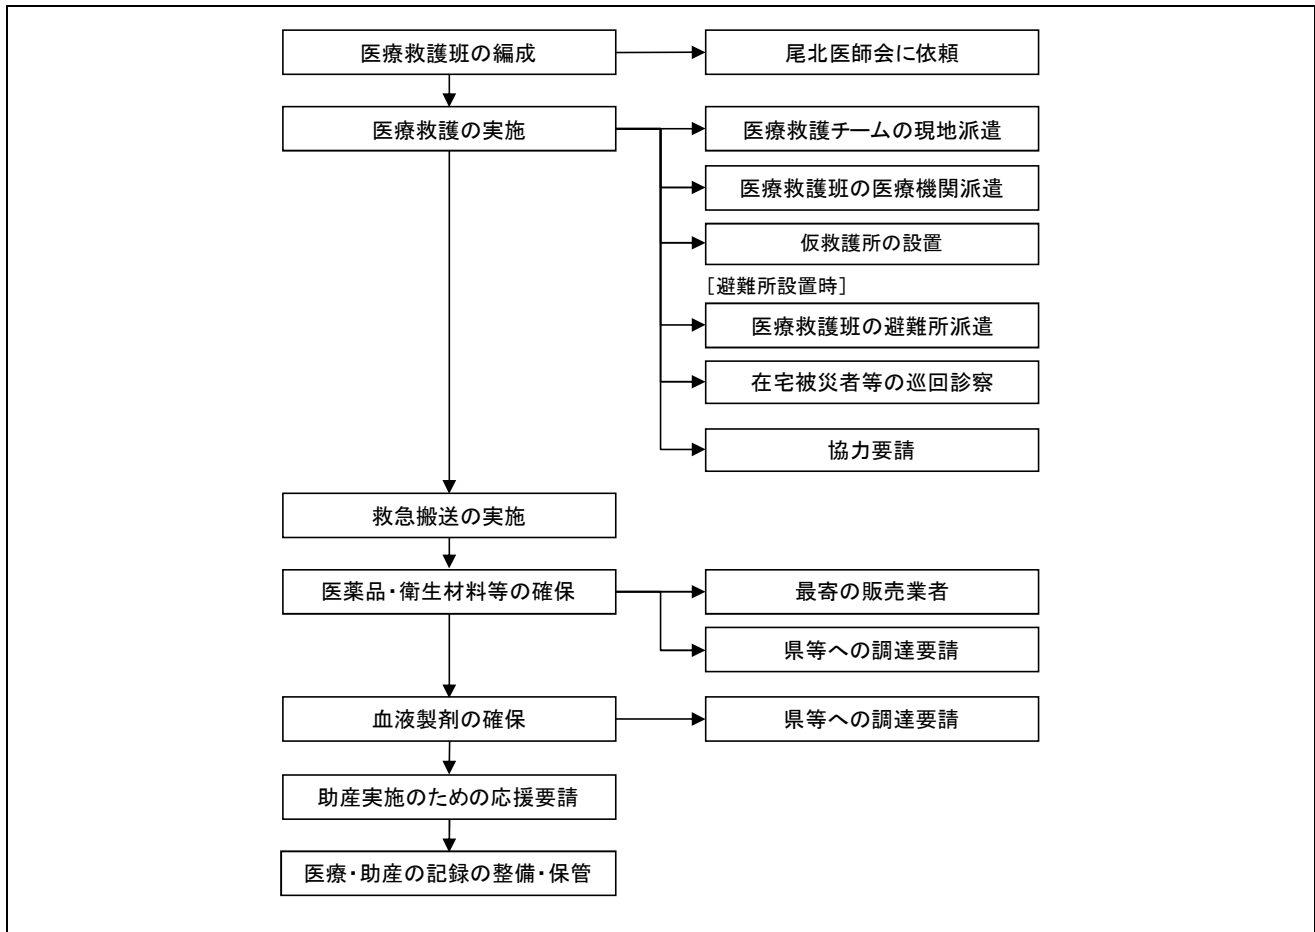 医療救護班の編成
尾北医師会に依頼
医療救護の実施
医療救護チームの現地派遣
医療救護班の医療機関派遣
仮救護所の設置
［避難所設置時］
医療救護班の避難所派遣
在宅被災者等の巡回診察
協力要請
救急搬送の実施
医薬品・衛生材料等の確保
最寄の販売業者
県等への調達要請
血液製剤の確保
県等への調達要請
助産実施のための応援要請
医療・助産の記録の整備・保管